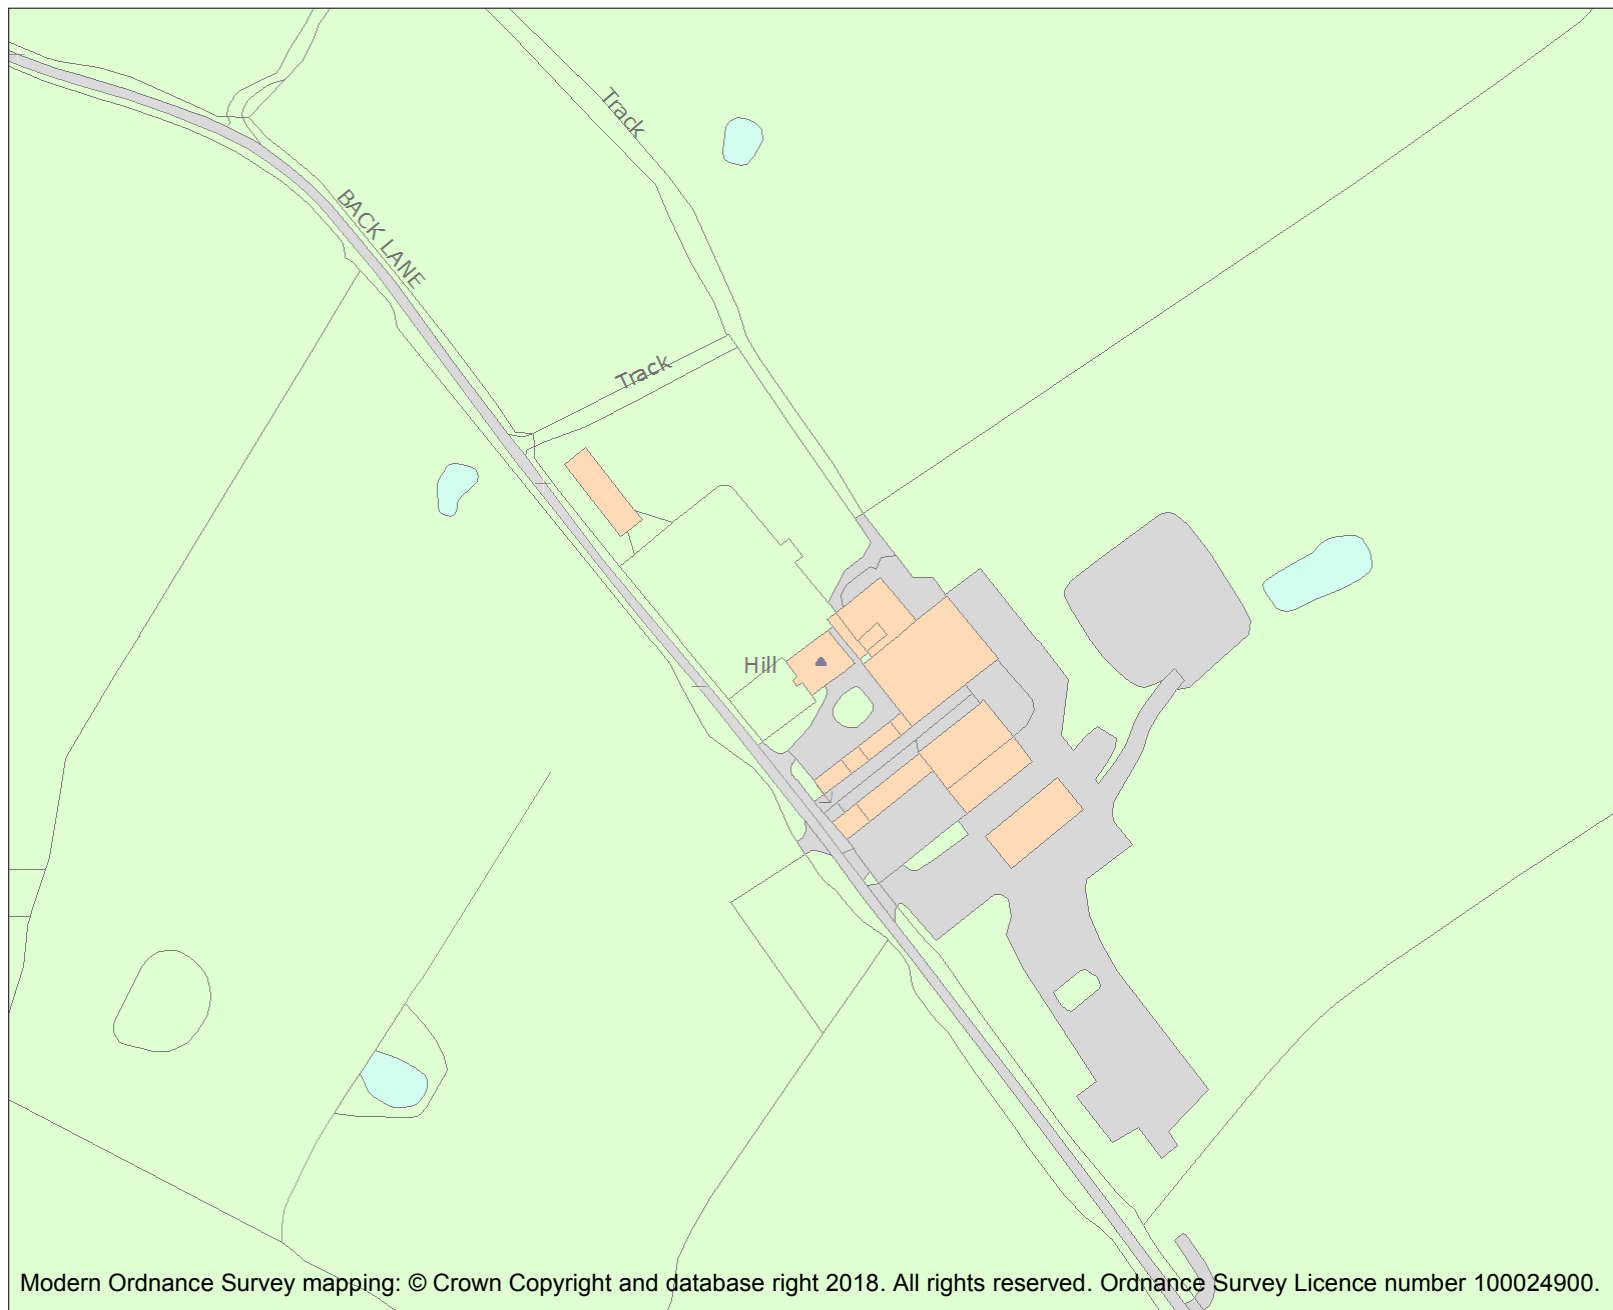 Track
BACK LANE
Track
Hill
Modern Ordnance Survey mapping: © Crown Copyright and database right 2018. All rights reserved. Ordnance Survey Licence number 100024900.